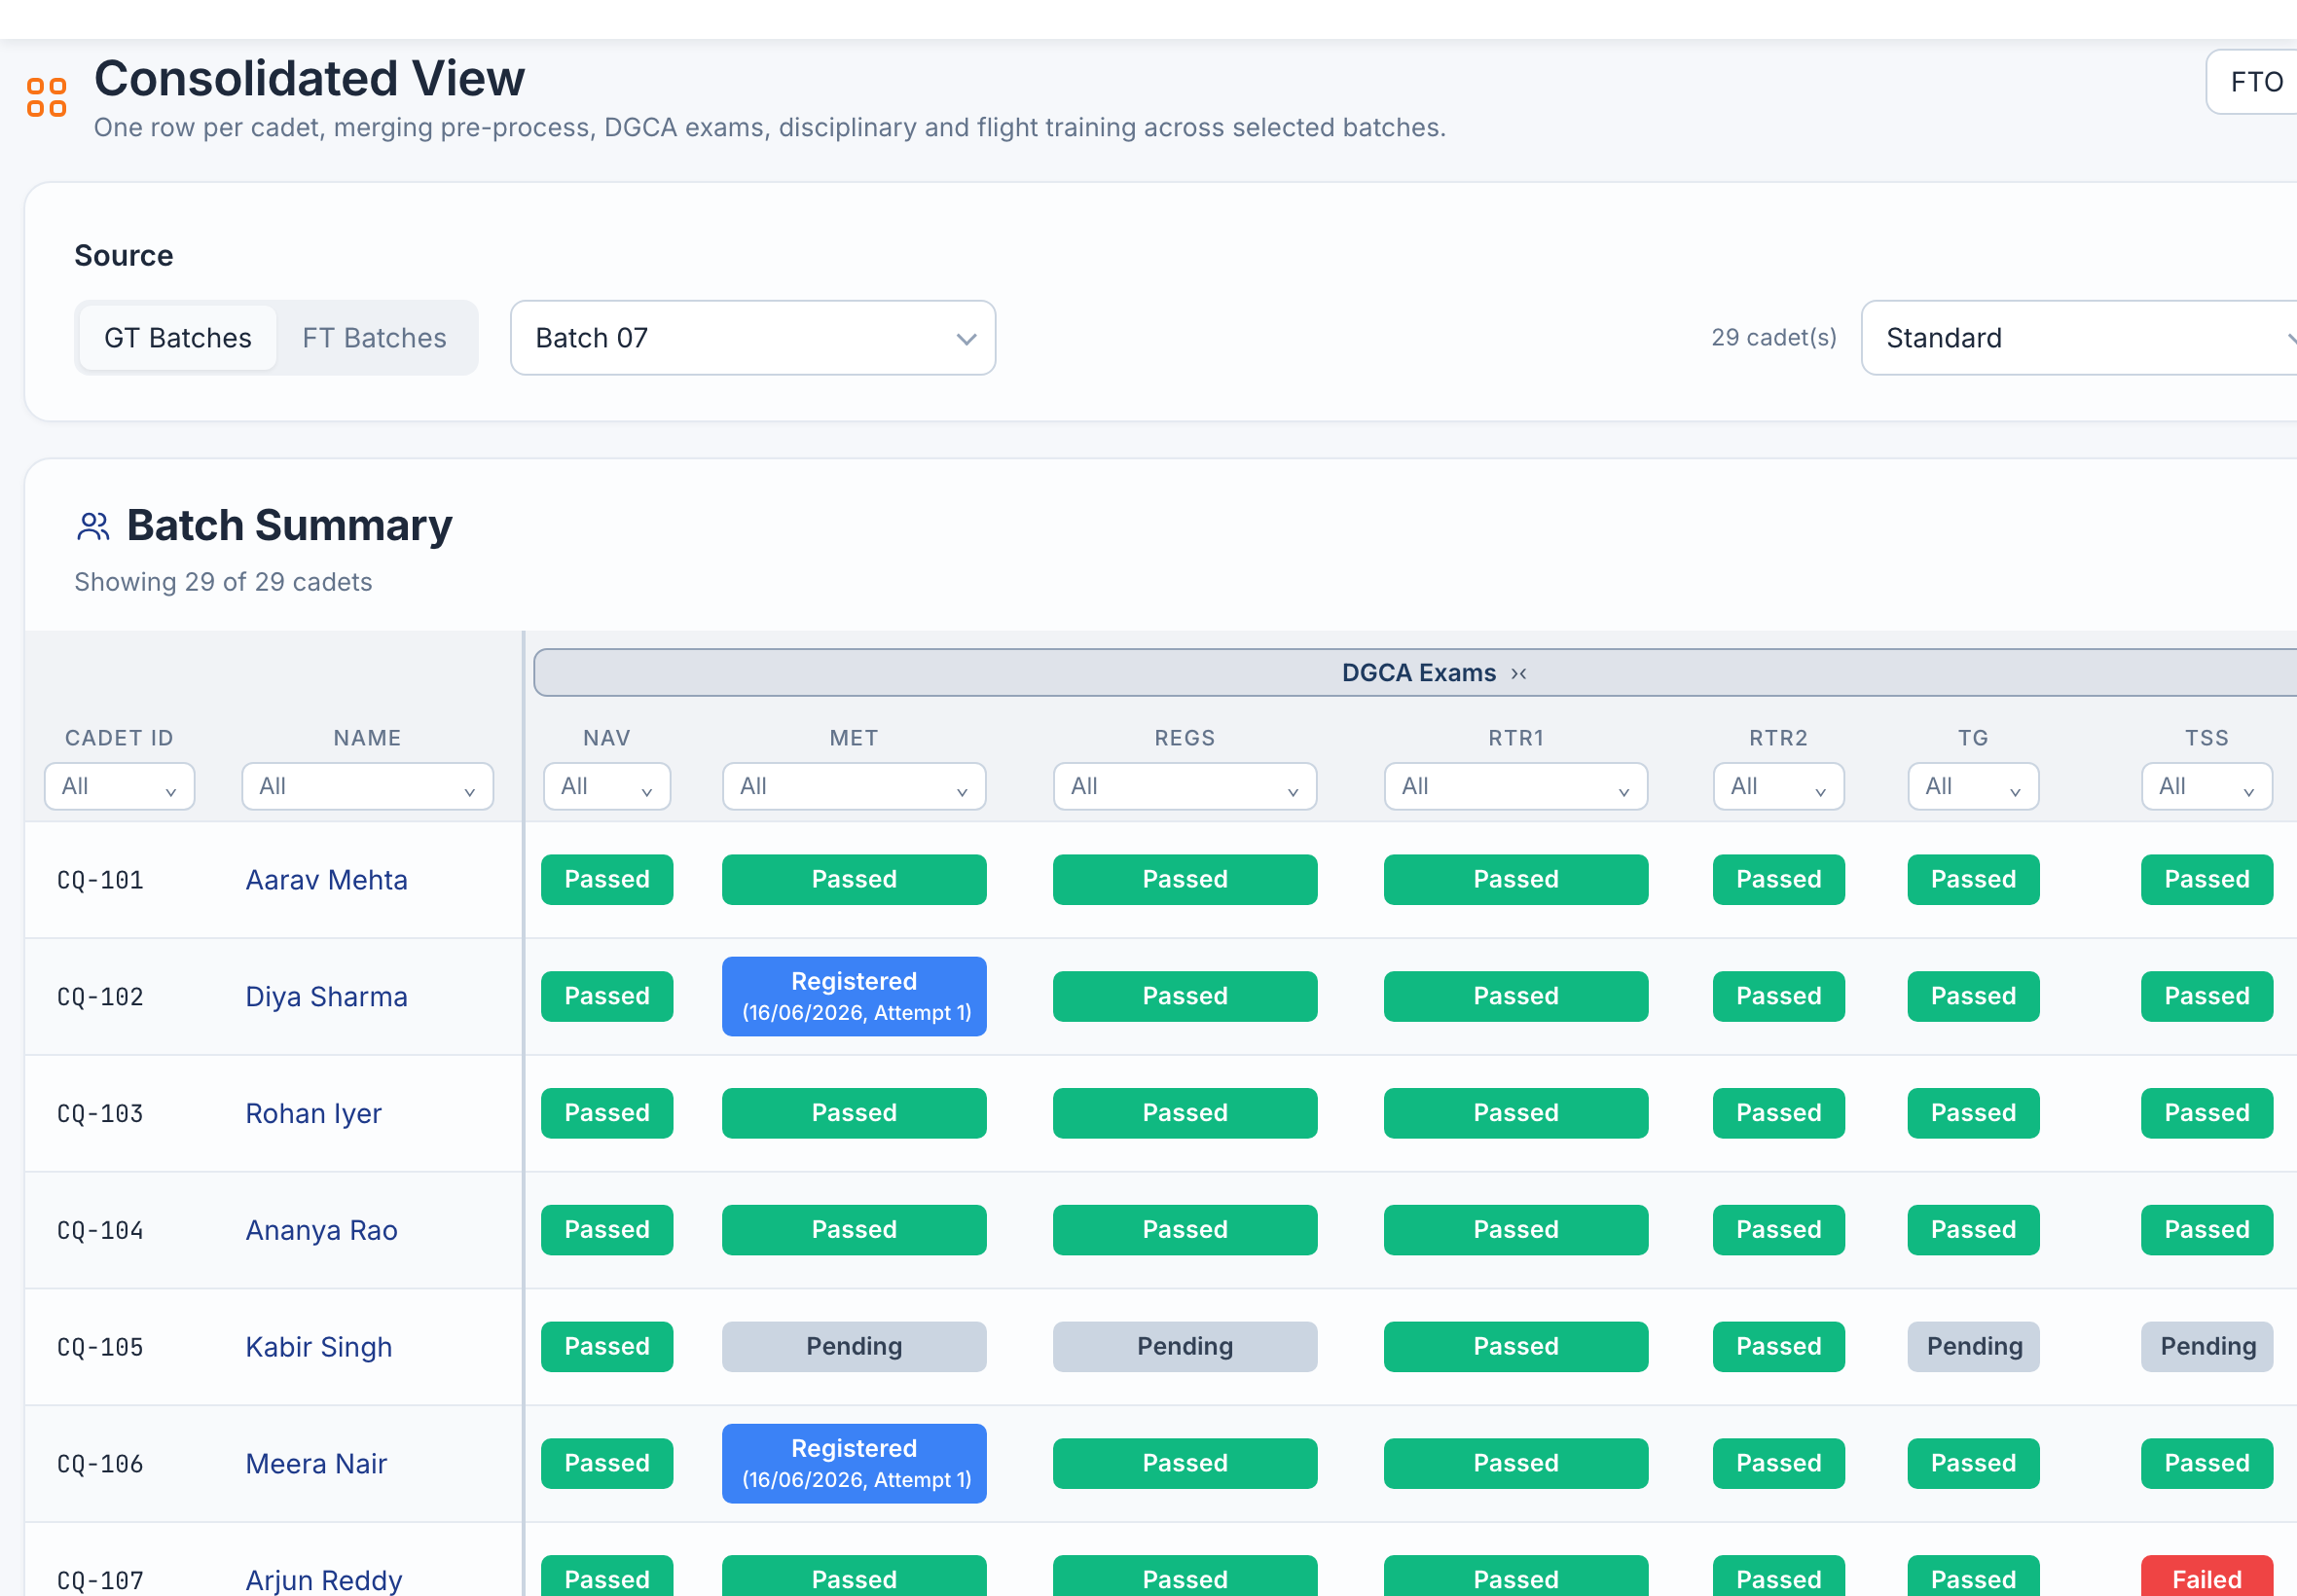 Consolidated View
One row per cadet, merging pre-process, DGCA exams, disciplinary and flight training across selected batches.
FTO
Source
GT Batches FT Batches Batch 07 29 cadet(s) Standard
Batch Summary
Showing 29 of 29 cadets
DGCA Exams
CADET ID NAME NAV MET REGS RTR1 RTR2 TG TSS
All All All All All All All All All
CQ-101 Aarav Mehta Passed Passed Passed Passed Passed Passed Passed
CQ-102 Diya Sharma Passed Registered Passed Passed Passed Passed Passed
(16/06/2026, Attempt 1)
CQ-103 Rohan Iyer Passed Passed Passed Passed Passed Passed Passed
CQ-104 Ananya Rao Passed Passed Passed Passed Passed Passed Passed
CQ-105 Kabir Singh Passed Pending Pending Passed Passed Pending Pending
CQ-106 Meera Nair Passed Registered Passed Passed Passed Passed Passed
(16/06/2026, Attempt 1)
CQ-107 Arjun Reddy Passed Passed Passed Passed Passed Passed Failed